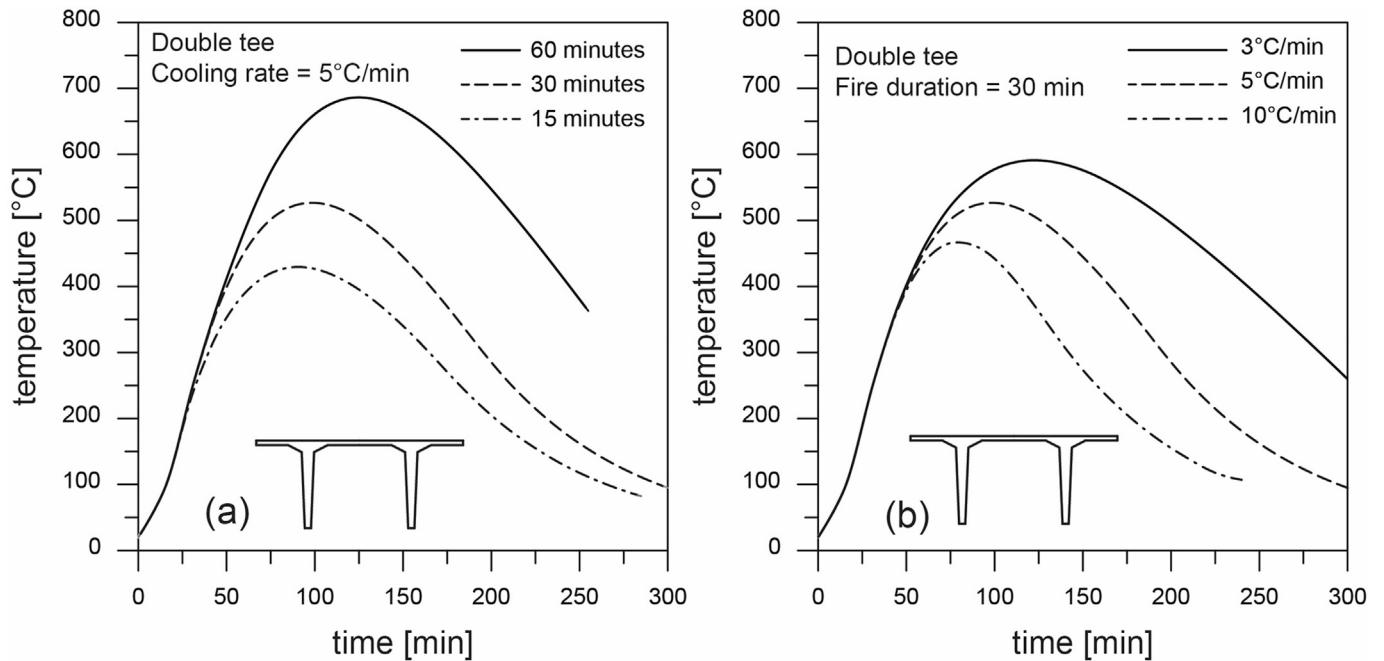 Double tee
Cooling rate = 5°C/min
60 minutes
30 minutes
15 minutes
800
700
600
500
400
300
200
100
0
temperature [°C]
(a)
0 50 100 150 200 250 300
time [min]
Double tee
Fire duration = 30 min
3°C/min
5°C/min
10°C/min
800
700
600
500
400
300
200
100
0
temperature [°C]
(b)
0 50 100 150 200 250 300
time [min]